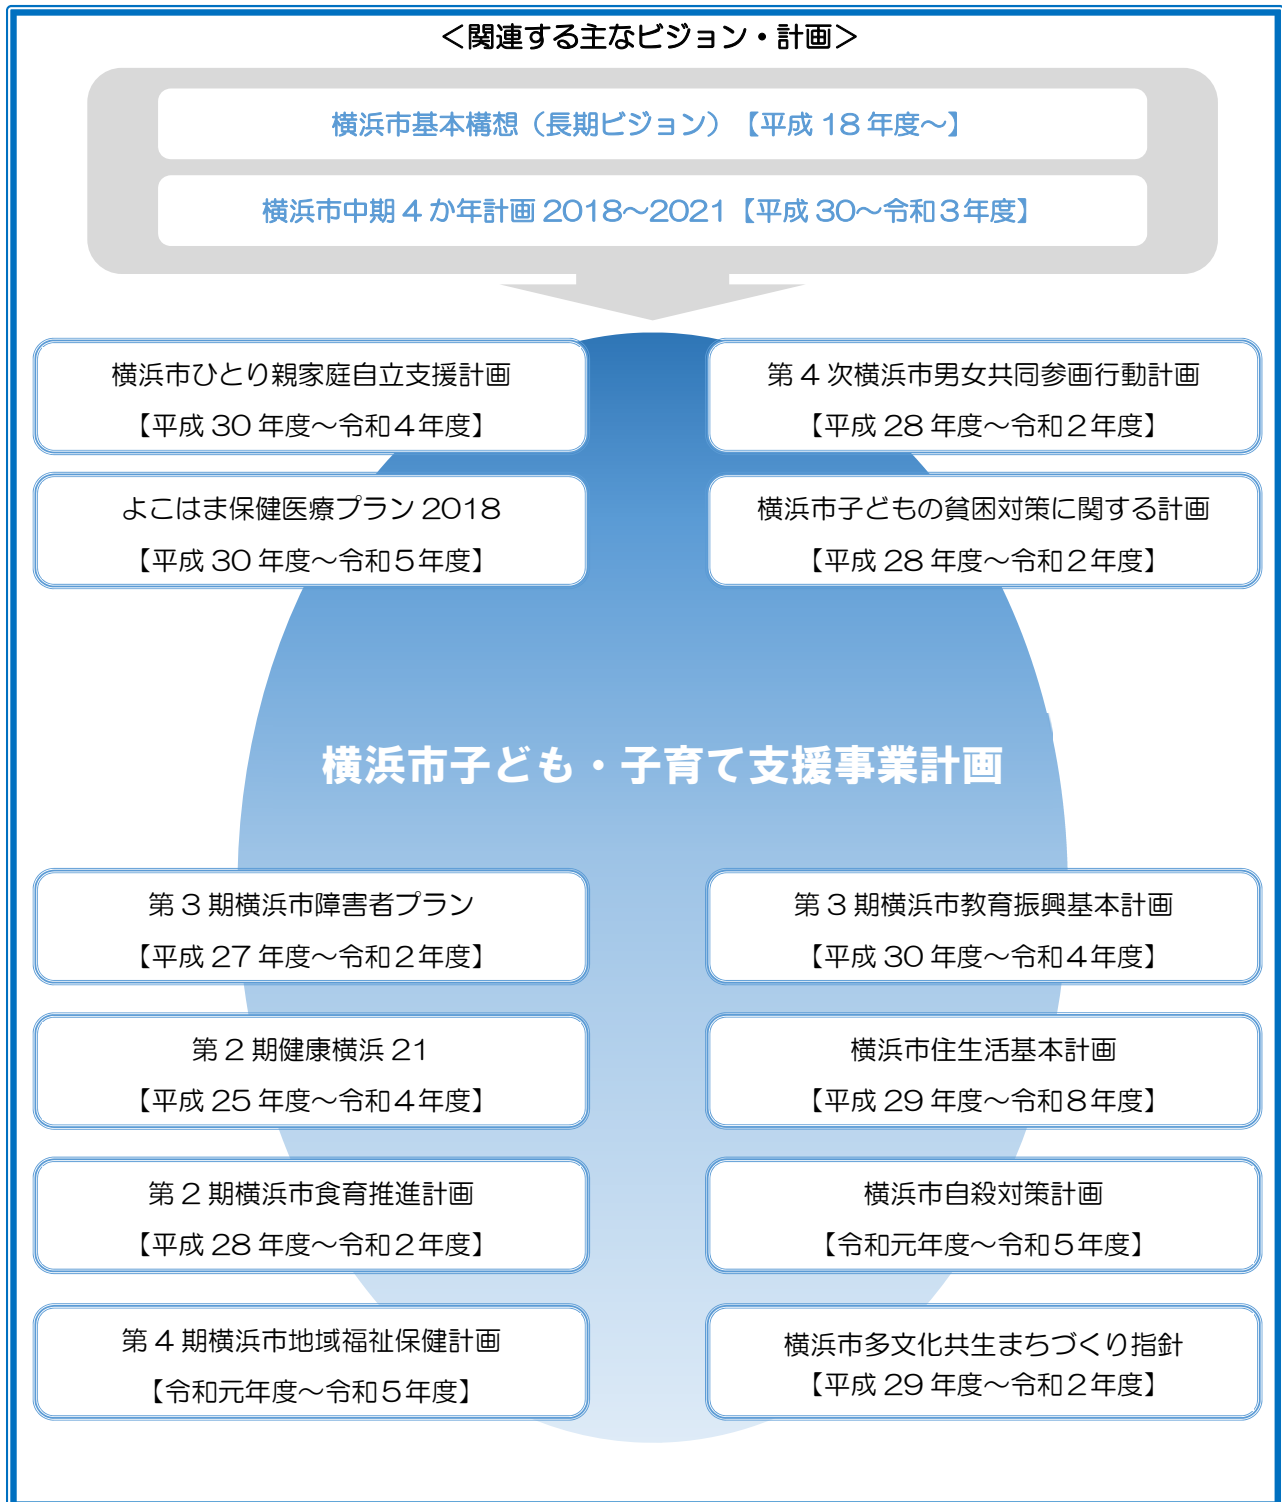 ＜関連する主なビジョン・計画＞
横浜市基本構想（長期ビジョン）【平成 18 年度～】
横浜市中期 4 か年計画 2018～2021【平成 30～令和３年度】
横浜市ひとり親家庭自立支援計画
【平成 30 年度～令和４年度】
第 4 次横浜市男女共同参画行動計画
【平成 28 年度～令和２年度】
よこはま保健医療プラン 2018
【平成 30 年度～令和５年度】
横浜市子どもの貧困対策に関する計画
【平成 28 年度～令和２年度】
横浜市子ども・子育て支援事業計画
第 3 期横浜市障害者プラン
【平成 27 年度～令和２年度】
第 3 期横浜市教育振興基本計画
【平成 30 年度～令和４年度】
第 2 期健康横浜 21
【平成 25 年度～令和４年度】
横浜市住生活基本計画
【平成 29 年度～令和８年度】
第 2 期横浜市食育推進計画
【平成 28 年度～令和２年度】
横浜市自殺対策計画
【令和元年度～令和５年度】
第 4 期横浜市地域福祉保健計画
【令和元年度～令和５年度】
横浜市多文化共生まちづくり指針
【平成 29 年度～令和２年度】